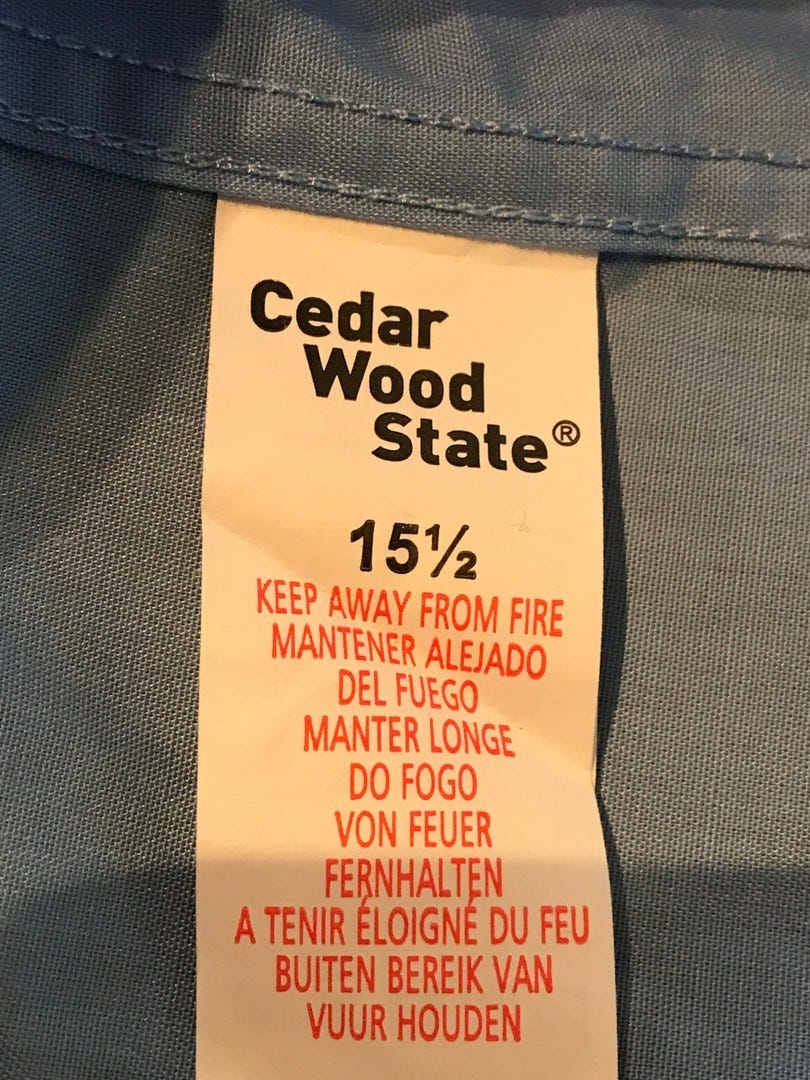 Cedar
Wood
State®
15½
KEEP AWAY FROM FIRE
MANTENER ALEJADO
DEL FUEGO
MANTER LONGE
DO FOGO
VON FEUER
FERNHALTEN
A TENIR ÉLOIGNÉ DU FEU
BUITEN BEREIK VAN
VUUR HOUDEN